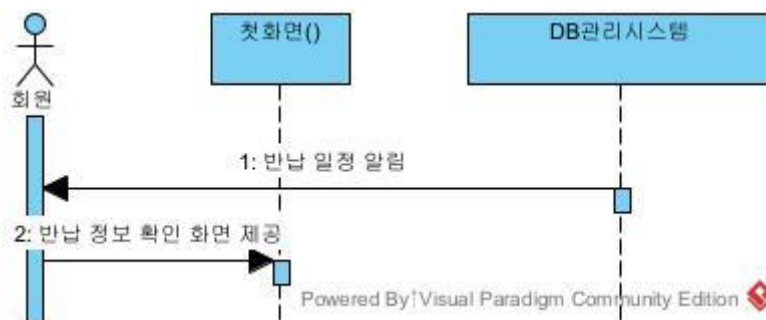 첫화면()
DB관리시스템
회원
1: 반납 일정 알림
2: 반납 정보 확인 화면 제공
Powered By Visual Paradigm Community Edition